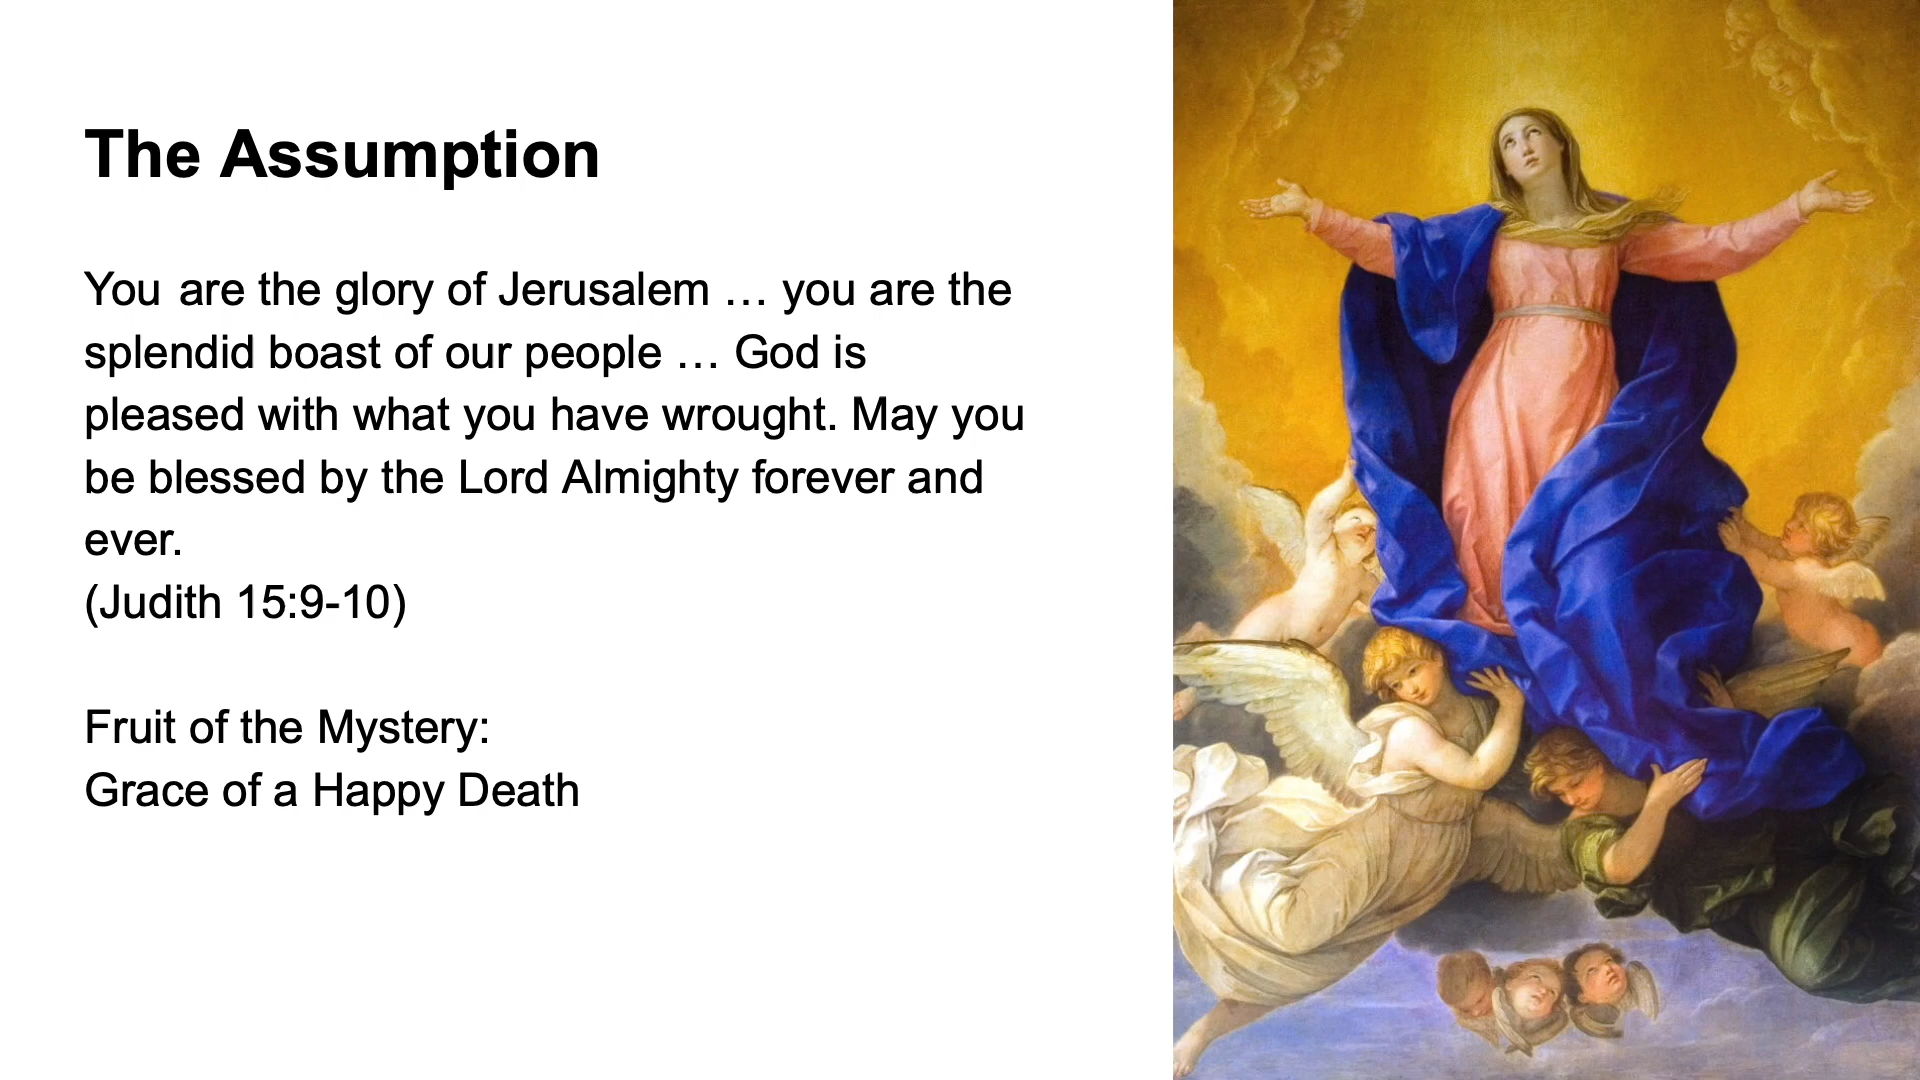 The Assumption
You are the glory of Jerusalem … you are the
splendid boast of our people … God is
pleased with what you have wrought. May you
be blessed by the Lord Almighty forever and
ever.
(Judith 15:9-10)
Fruit of the Mystery:
Grace of a Happy Death